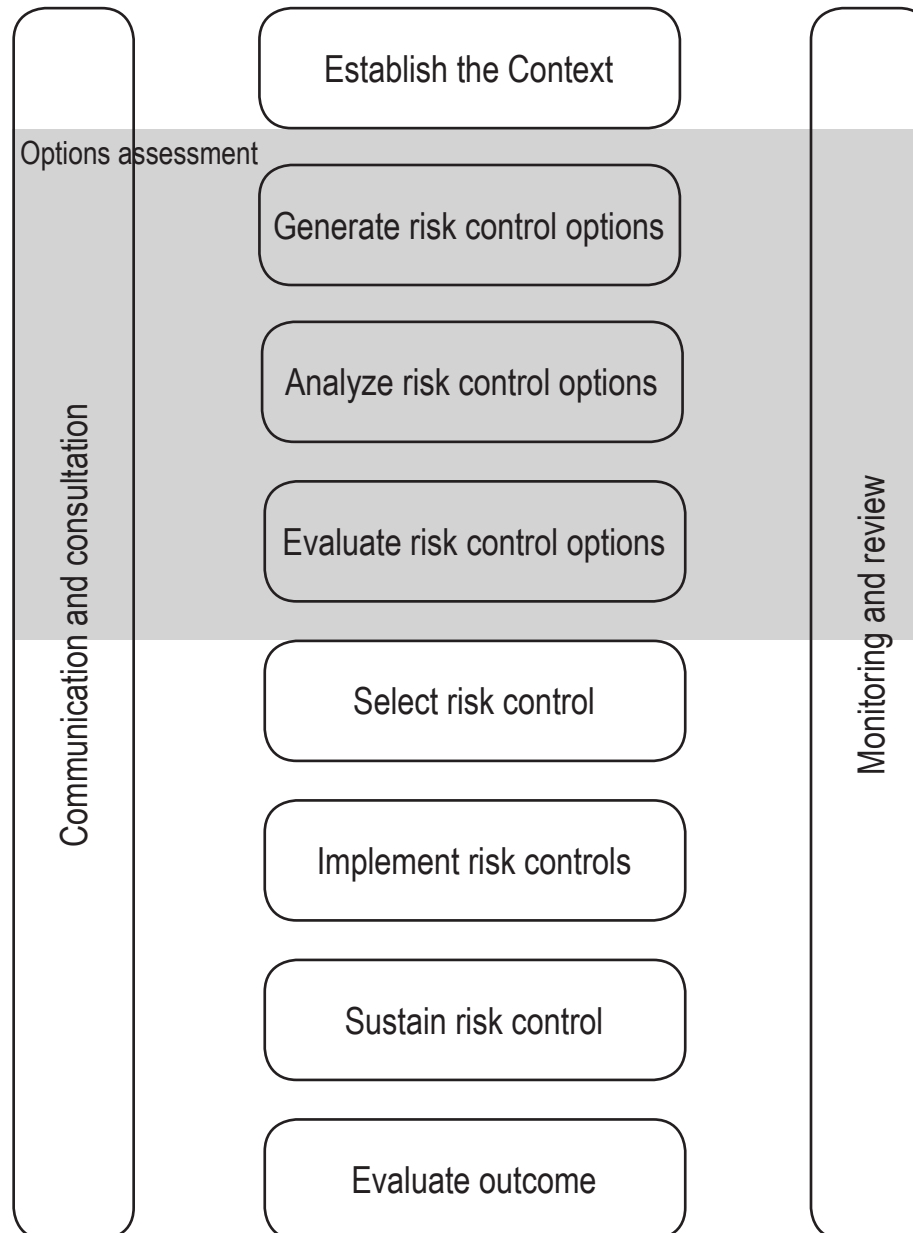 Establish the Context
Options assessment
Generate risk control options
Analyze risk control options
Evaluate risk control options
Select risk control
Implement risk controls
Sustain risk control
Evaluate outcome
Communication and consultation
Monitoring and review